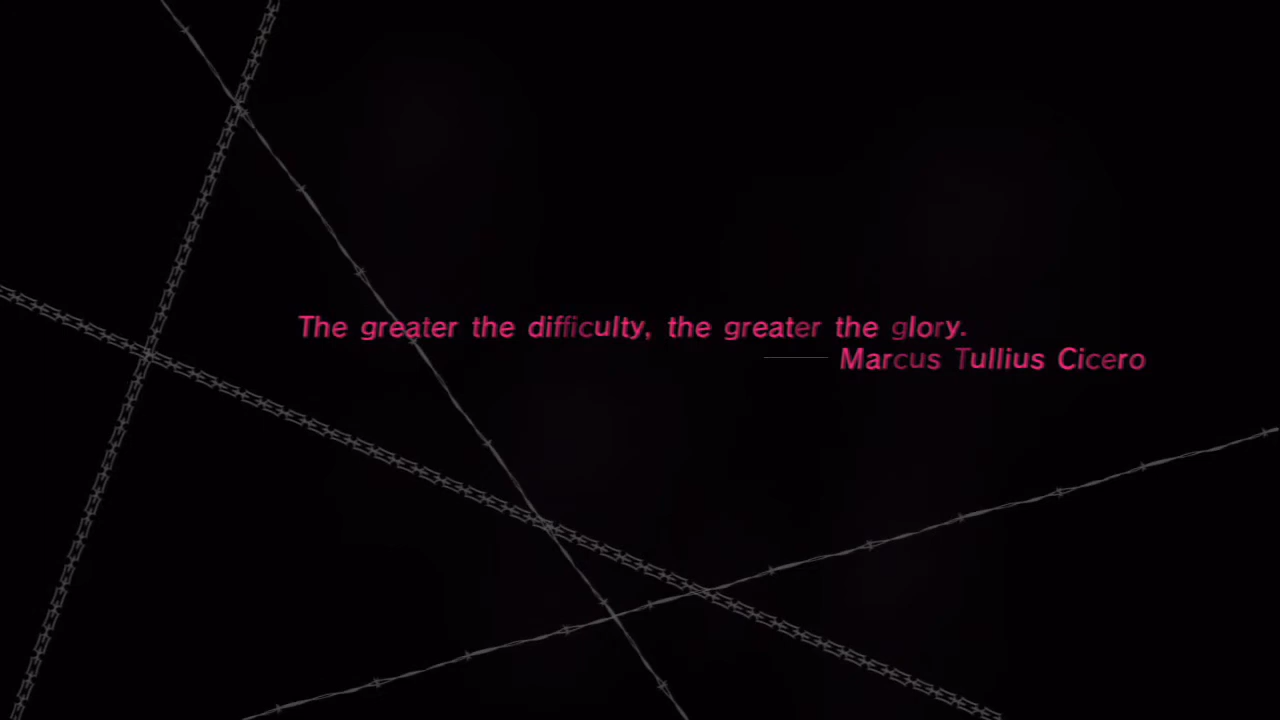 The greater the difficulty, the greater the glory.
Marcus Tullius Cicero